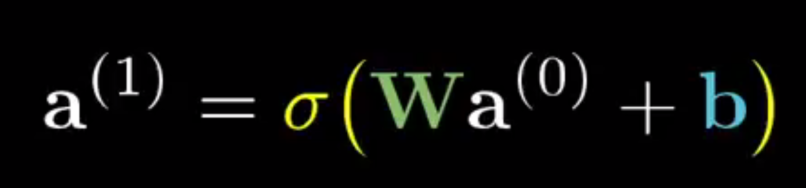 a⁽¹⁾ = σ(Wa⁽⁰⁾ + b)